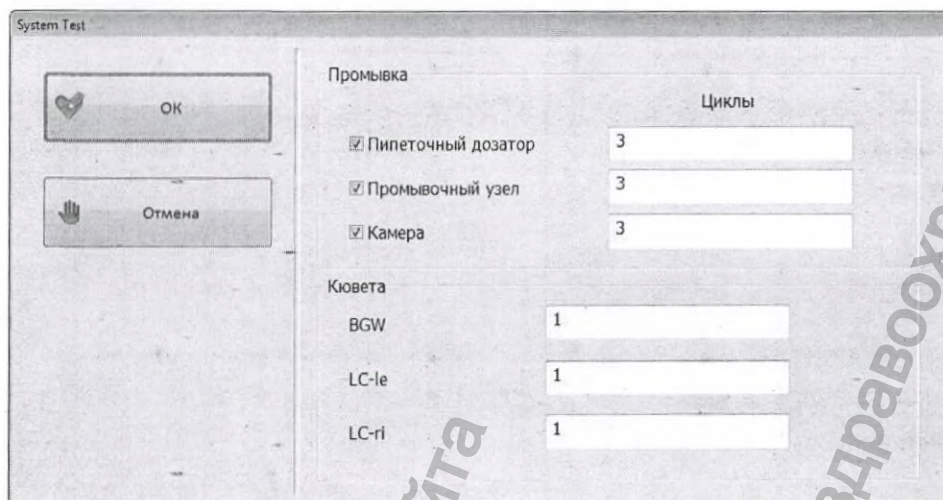 System Test
OK
Отмена
Промывка
Циклы
Пипеточный дозатор 3
Промывочный узел 3
Камера 3
Кювета
BGW 1
LC-le 1
LC-ri 1